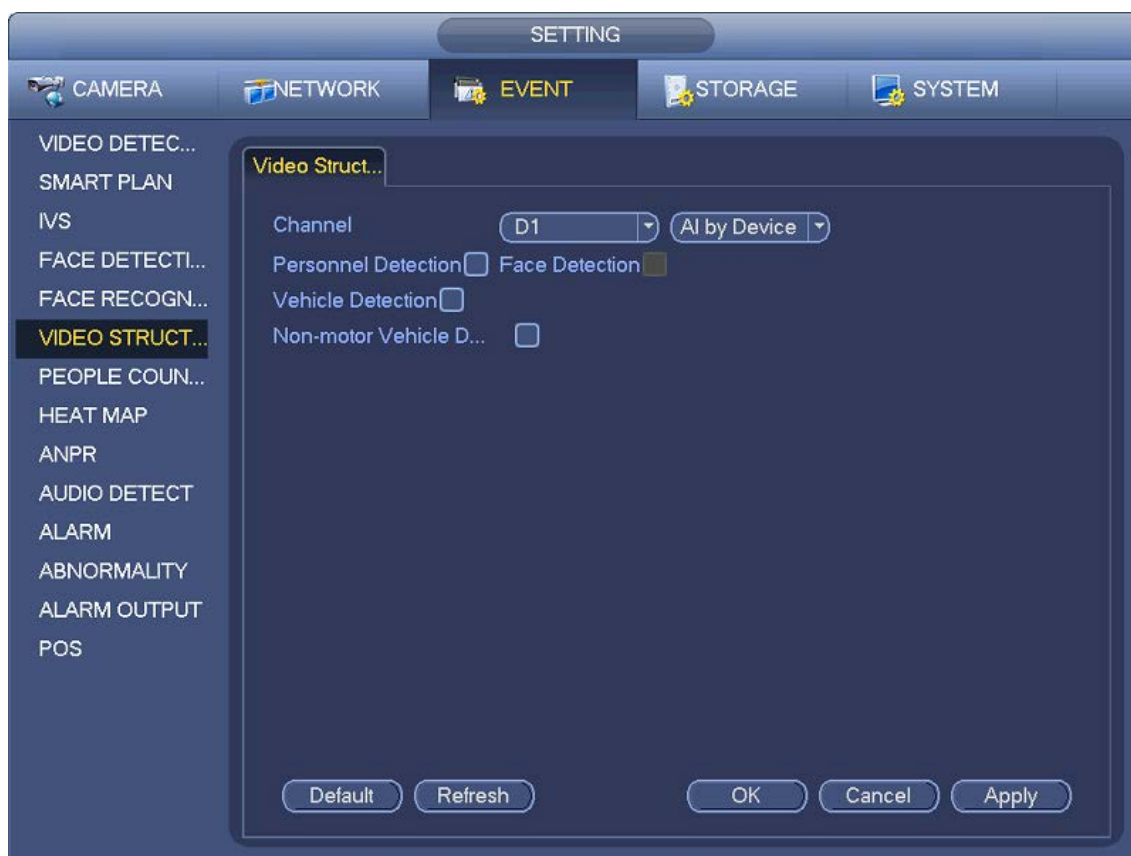 SETTING
CAMERA NETWORK EVENT STORAGE SYSTEM
VIDEO DETEC...
SMART PLAN
IVS
FACE DETECTI...
FACE RECOGN...
VIDEO STRUCT...
PEOPLE COUN...
HEAT MAP
ANPR
AUDIO DETECT
ALARM
ABNORMALITY
ALARM OUTPUT
POS
Video Struct...
Channel D1 AI by Device
Personnel Detection Face Detection
Vehicle Detection
Non-motor Vehicle D...
Default Refresh OK Cancel Apply